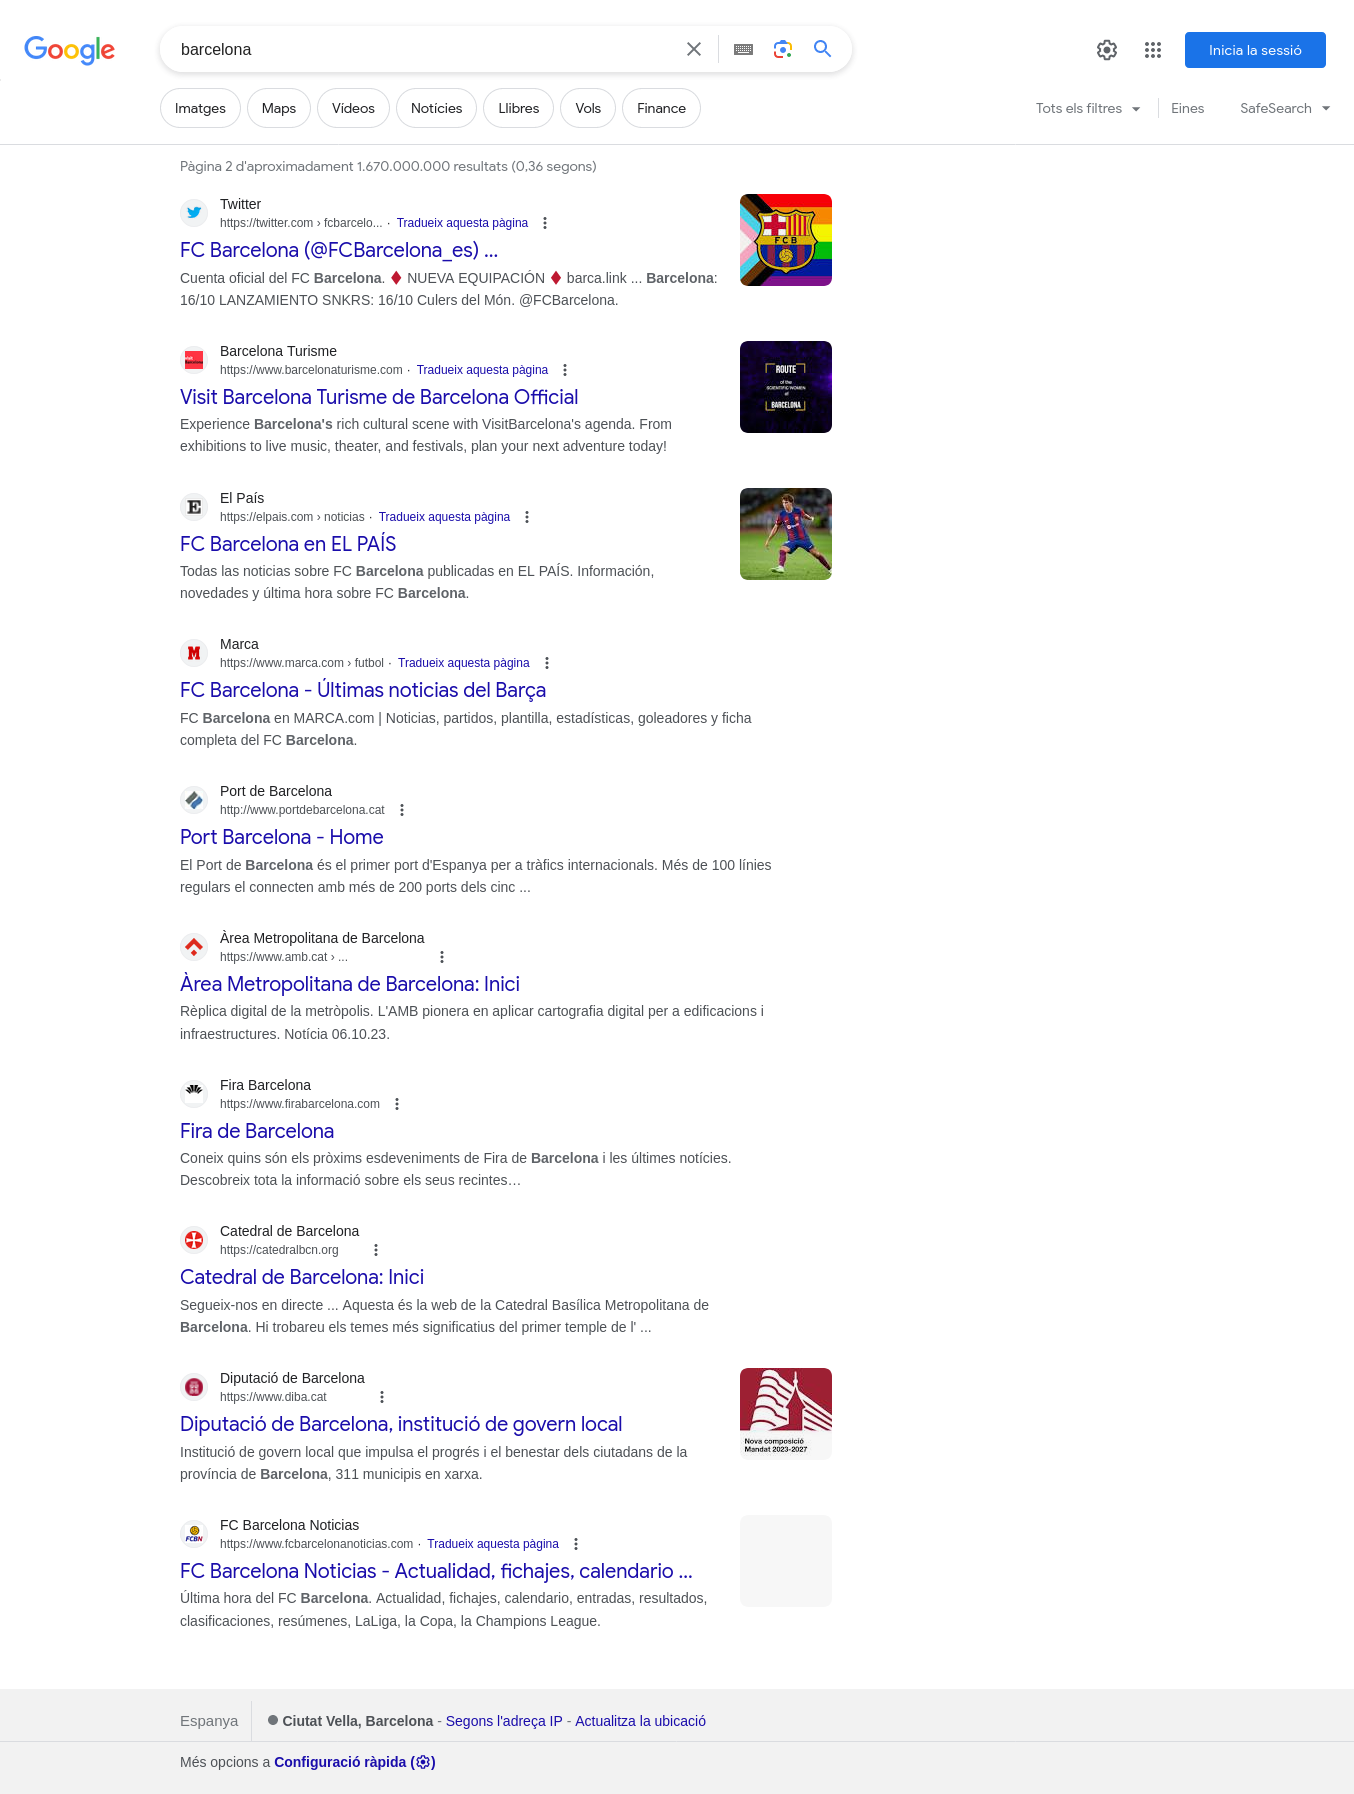 Google
barcelona
Inicia la sessió
Imatges
Maps
Vídeos
Notícies
Llibres
Vols
Finance
Tots els filtres
Eines
SafeSearch
Pàgina 2 d'aproximadament 1.670.000.000 resultats (0,36 segons)
Twitter
https://twitter.com › fcbarcelo... · Tradueix aquesta pàgina
FC Barcelona (@FCBarcelona_es) ...
Cuenta oficial del FC Barcelona. ♦ NUEVA EQUIPACIÓN ♦ barca.link ... Barcelona:
16/10 LANZAMIENTO SNKRS: 16/10 Culers del Món. @FCBarcelona.
FCB
Barcelona Turisme
https://www.barcelonaturisme.com · Tradueix aquesta pàgina
Visit Barcelona Turisme de Barcelona Official
Experience Barcelona's rich cultural scene with VisitBarcelona's agenda. From
exhibitions to live music, theater, and festivals, plan your next adventure today!
ROUTE
of the
SCIENTIFIC WOMEN
of
BARCELONA
El País
https://elpais.com › noticias · Tradueix aquesta pàgina
FC Barcelona en EL PAÍS
Todas las noticias sobre FC Barcelona publicadas en EL PAÍS. Información,
novedades y última hora sobre FC Barcelona.
Marca
https://www.marca.com › futbol · Tradueix aquesta pàgina
FC Barcelona - Últimas noticias del Barça
FC Barcelona en MARCA.com | Noticias, partidos, plantilla, estadísticas, goleadores y ficha
completa del FC Barcelona.
Port de Barcelona
http://www.portdebarcelona.cat
Port Barcelona - Home
El Port de Barcelona és el primer port d'Espanya per a tràfics internacionals. Més de 100 línies
regulars el connecten amb més de 200 ports dels cinc ...
Àrea Metropolitana de Barcelona
https://www.amb.cat › ...
Àrea Metropolitana de Barcelona: Inici
Rèplica digital de la metròpolis. L'AMB pionera en aplicar cartografia digital per a edificacions i
infraestructures. Notícia 06.10.23.
Fira Barcelona
https://www.firabarcelona.com
Fira de Barcelona
Coneix quins són els pròxims esdeveniments de Fira de Barcelona i les últimes notícies.
Descobreix tota la informació sobre els seus recintes…
Catedral de Barcelona
https://catedralbcn.org
Catedral de Barcelona: Inici
Segueix-nos en directe ... Aquesta és la web de la Catedral Basílica Metropolitana de
Barcelona. Hi trobareu els temes més significatius del primer temple de l' ...
Diputació de Barcelona
https://www.diba.cat
Diputació de Barcelona, institució de govern local
Institució de govern local que impulsa el progrés i el benestar dels ciutadans de la
província de Barcelona, 311 municipis en xarxa.
Nova composició
Mandat 2023-2027
FCBN
FC Barcelona Noticias
https://www.fcbarcelonanoticias.com · Tradueix aquesta pàgina
FC Barcelona Noticias - Actualidad, fichajes, calendario ...
Última hora del FC Barcelona. Actualidad, fichajes, calendario, entradas, resultados,
clasificaciones, resúmenes, LaLiga, la Copa, la Champions League.
Espanya
Ciutat Vella, Barcelona - Segons l'adreça IP - Actualitza la ubicació
Més opcions a Configuració ràpida ()